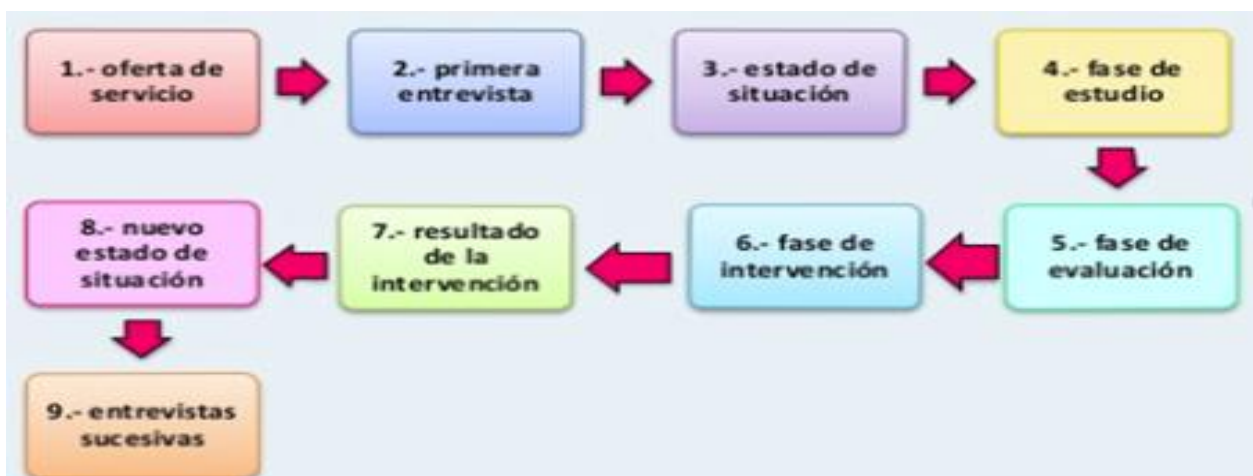 1.- oferta de
servicio
2.- primera
entrevista
3.- estado de
situación
4.- fase de
estudio
5.- fase de
evaluación
6.- fase de
intervención
7.- resultado
de la
intervención
8.- nuevo
estado de
situación
9.- entrevistas
sucesivas